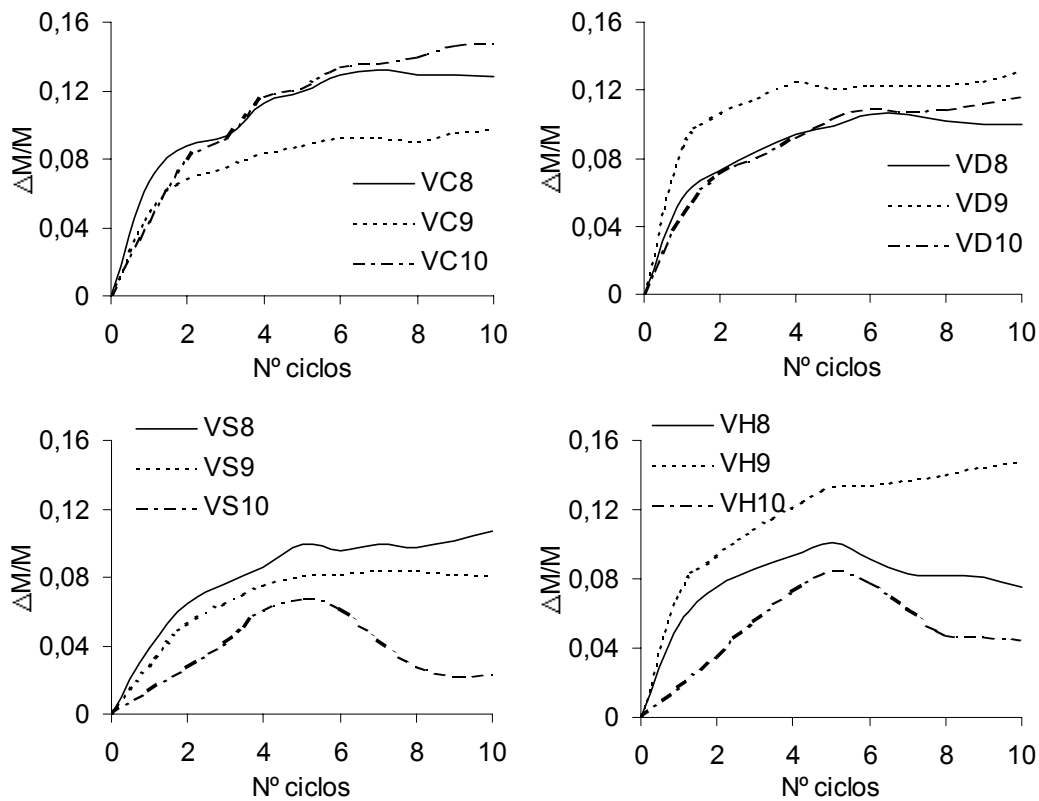 0,16
0,12
0,08
0,04
0
ΔM/M
VC8
VC9
VC10
0 2 4 6 8 10
Nº ciclos
0,16
0,12
0,08
0,04
0
ΔM/M
VD8
VD9
VD10
0 2 4 6 8 10
Nº ciclos
VS8
VS9
VS10
0,16
0,12
0,08
0,04
0
ΔM/M
0 2 4 6 8 10
Nº ciclos
VH8
VH9
VH10
0,16
0,12
0,08
0,04
0
ΔM/M
0 2 4 6 8 10
Nº ciclos